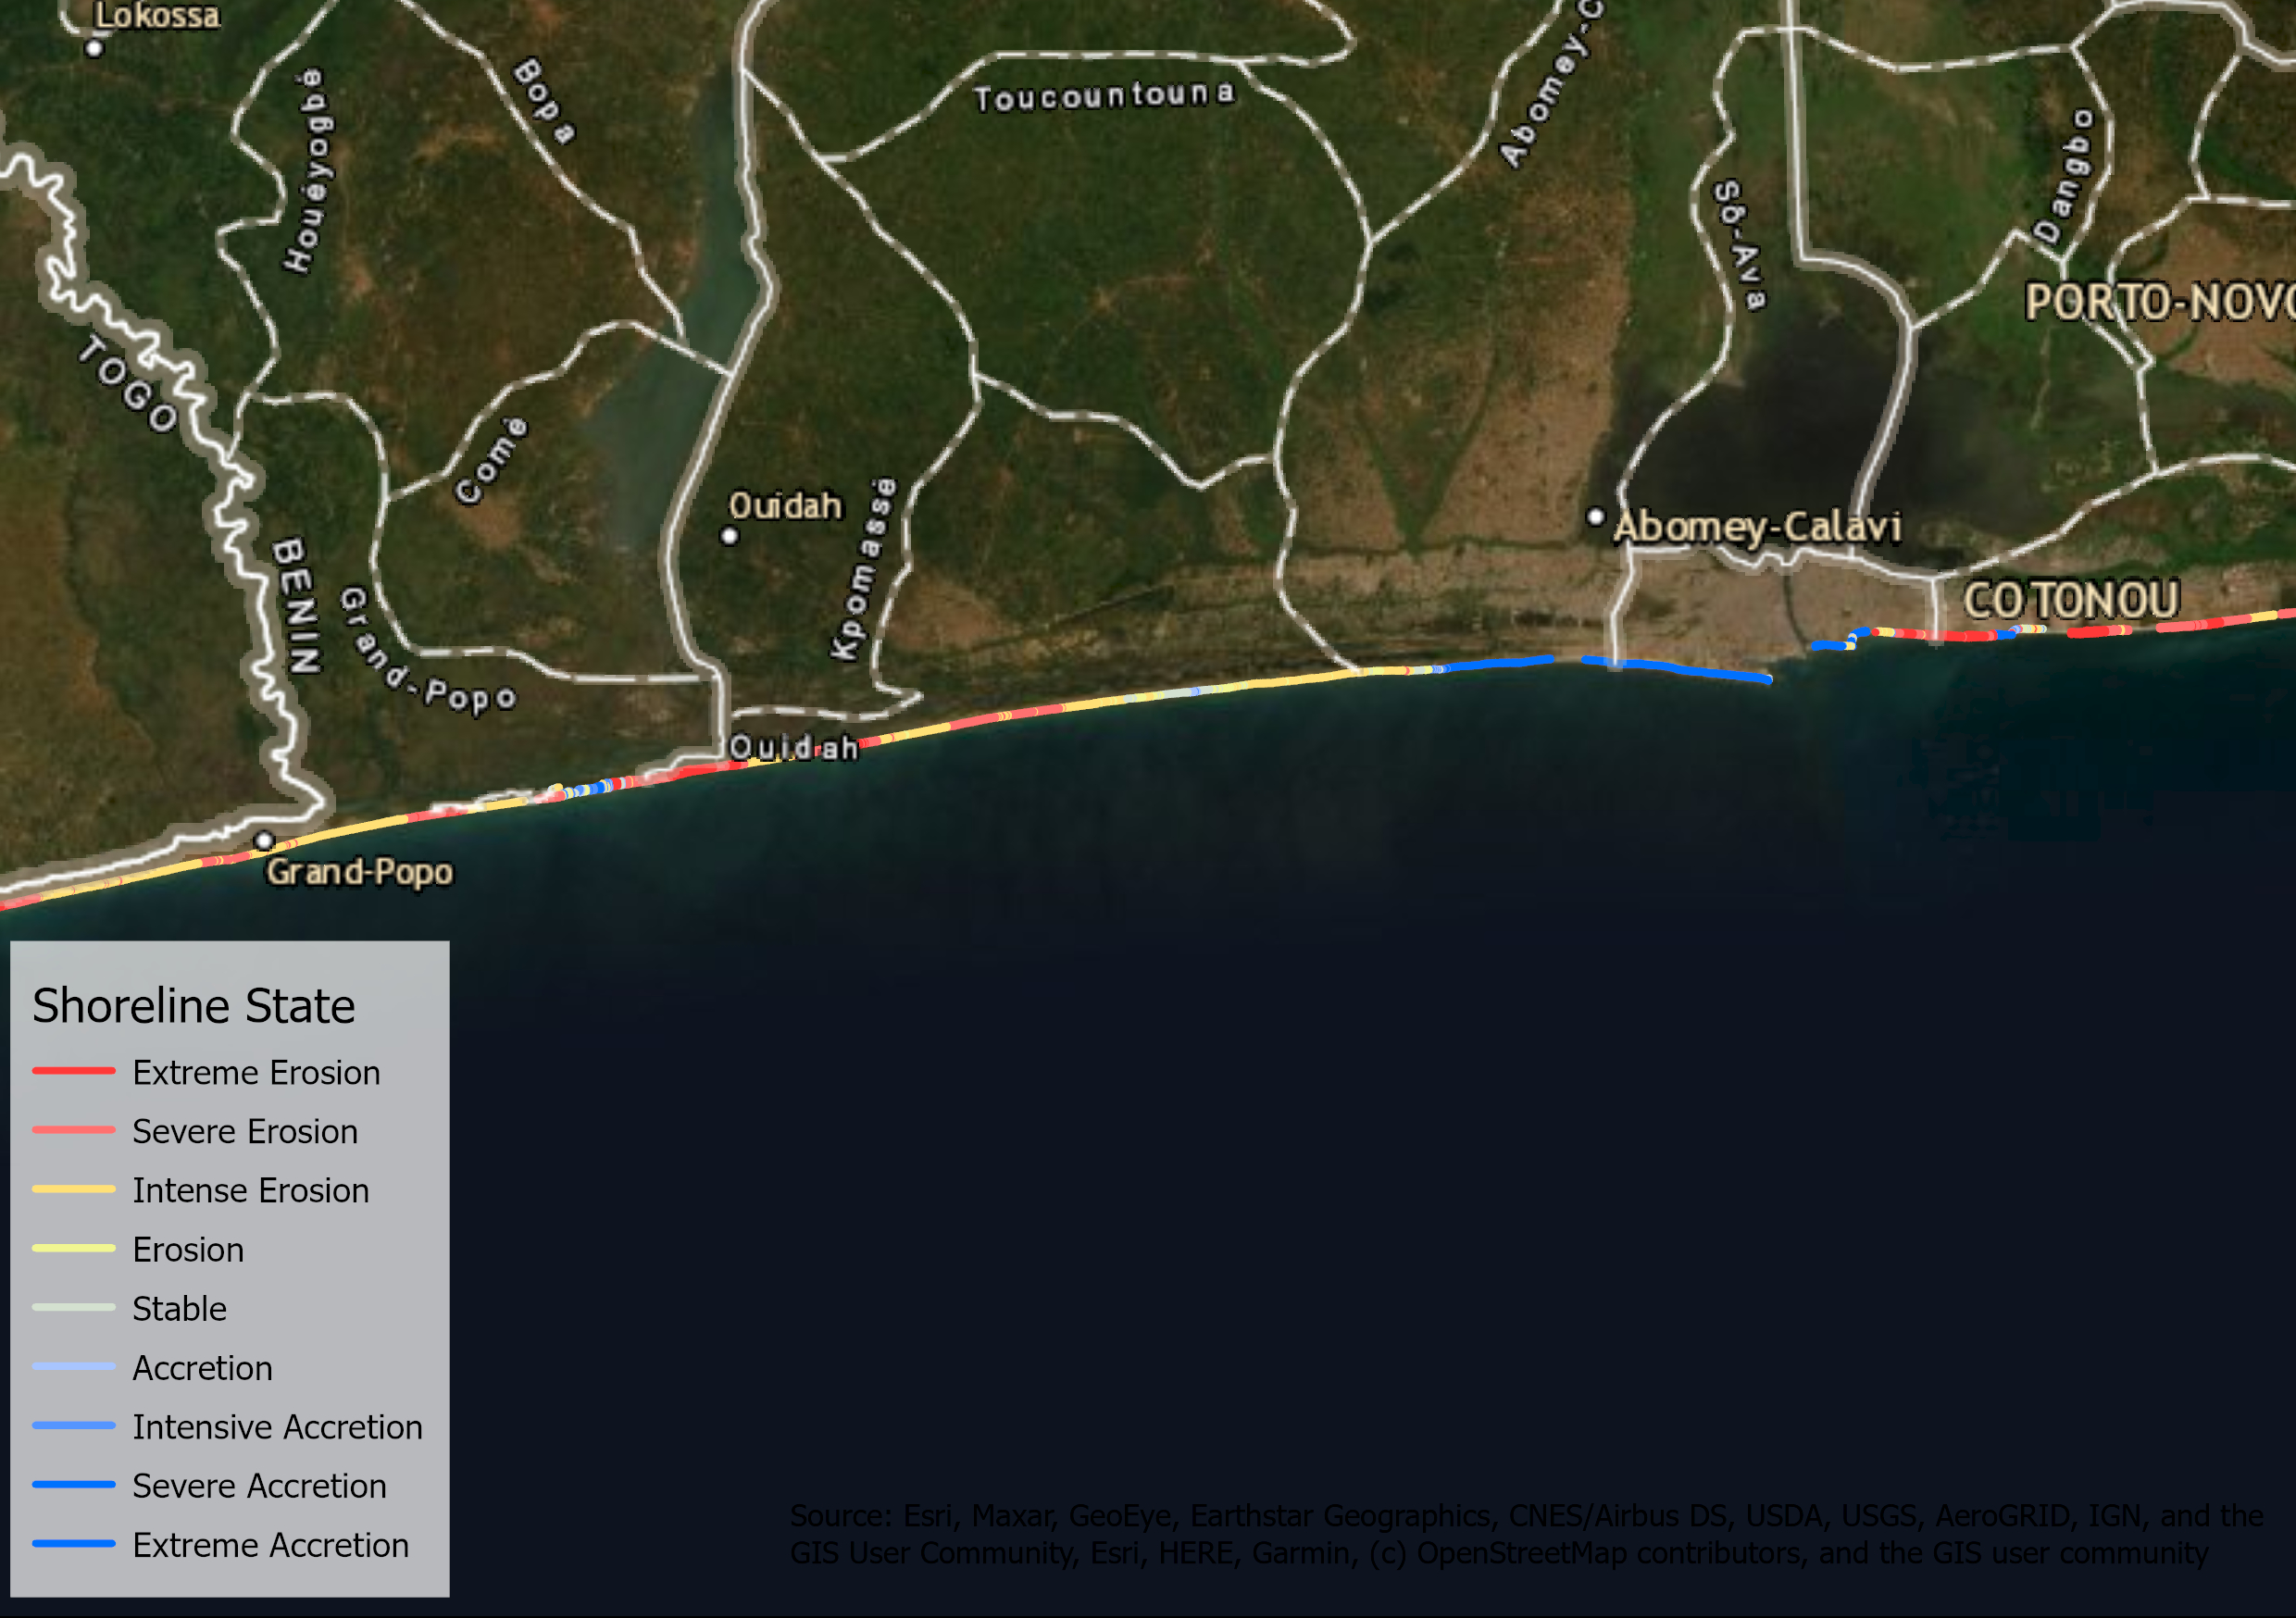 Lokossa
Houéyogbé
Bopa
Toucountouna
Abomey-C
Sô-Ava
Dangbo
PORTO-NOVO
TOGO
Comè
Ouidah
Kpomassè
Abomey-Calavi
BENIN
Grand-Popo
COTONOU
Ouidah
Grand-Popo
Shoreline State
Extreme Erosion
Severe Erosion
Intense Erosion
Erosion
Stable
Accretion
Intensive Accretion
Severe Accretion
Extreme Accretion
Source: Esri, Maxar, GeoEye, Earthstar Geographics, CNES/Airbus DS, USDA, USGS, AeroGRID, IGN, and the
GIS User Community, Esri, HERE, Garmin, (c) OpenStreetMap contributors, and the GIS user community